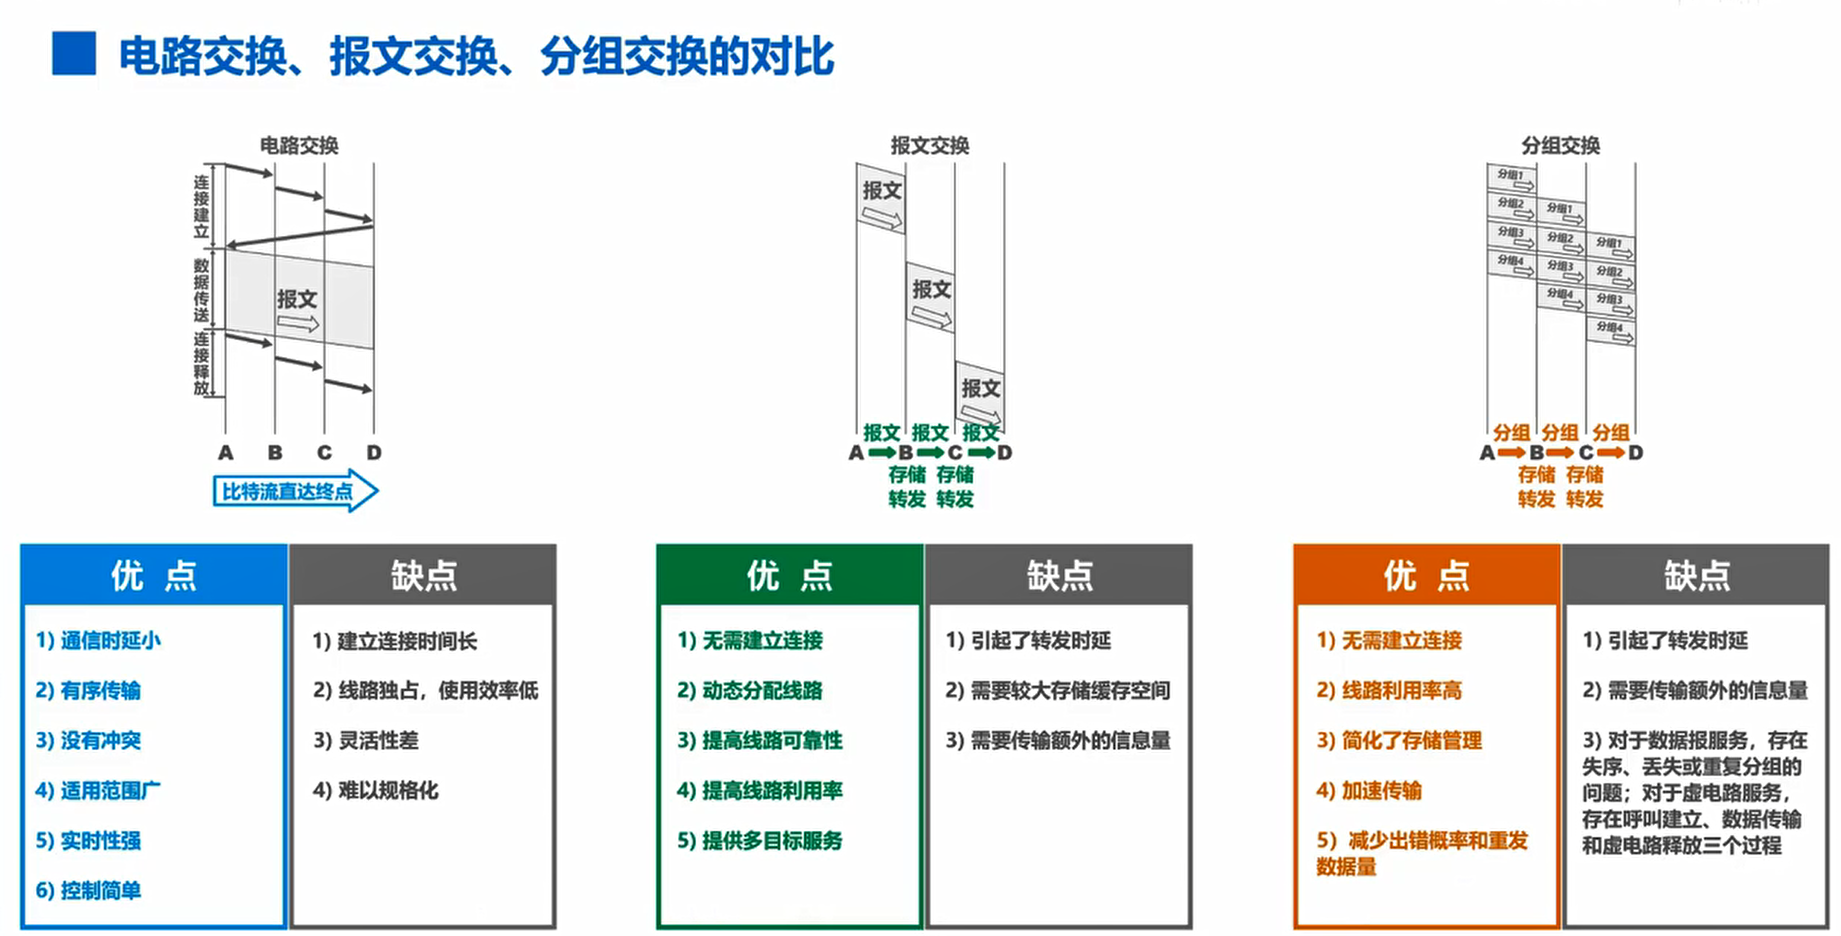 电路交换、报文交换、分组交换的对比
电路交换
连接建立
数据传送
连接释放
报文
A B C D
比特流直达终点
报文交换
报文
报文
报文
报文 报文 报文
A B C D
存储 存储
转发 转发
分组交换
分组1
分组2 分组1
分组3 分组2 分组1
分组4 分组3 分组2
分组4 分组3
分组4
分组 分组 分组
A B C D
存储 存储
转发 转发
优 点
1) 通信时延小
2) 有序传输
3) 没有冲突
4) 适用范围广
5) 实时性强
6) 控制简单
缺点
1) 建立连接时间长
2) 线路独占，使用效率低
3) 灵活性差
4) 难以规格化
优 点
1) 无需建立连接
2) 动态分配线路
3) 提高线路可靠性
4) 提高线路利用率
5) 提供多目标服务
缺点
1) 引起了转发时延
2) 需要较大存储缓存空间
3) 需要传输额外的信息量
优 点
1) 无需建立连接
2) 线路利用率高
3) 简化了存储管理
4) 加速传输
5) 减少出错概率和重发
数据量
缺点
1) 引起了转发时延
2) 需要传输额外的信息量
3) 对于数据报服务，存在
失序、丢失或重复分组的
问题；对于虚电路服务，
存在呼叫建立、数据传输
和虚电路释放三个过程